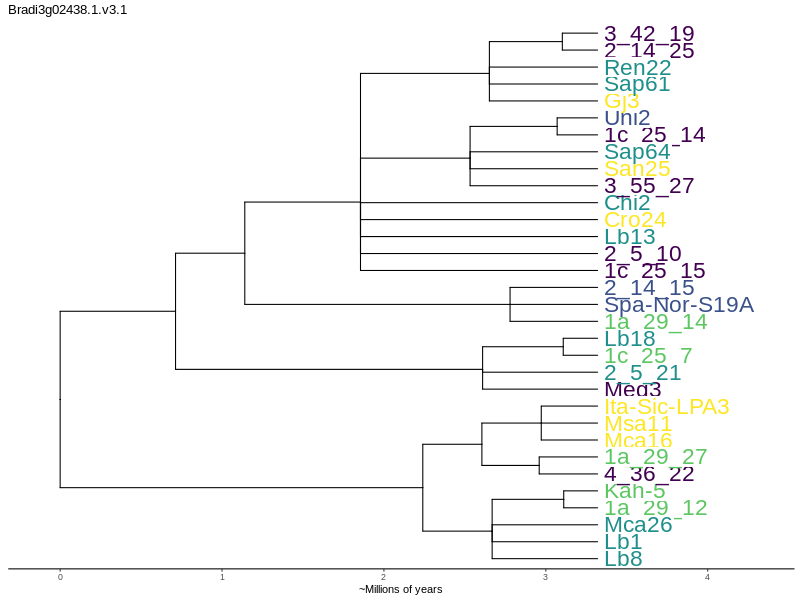 Bradi3g02438.1.v3.1
3_42_19
2_14_25
Ren22
Sap61
Gj3
Uni2
1c_25_14
Sap64
San25
3_55_27
Chi2
Cro24
Lb13
2_5_10
1c_25_15
2_14_15
Spa-Nor-S19A
1a_29_14
Lb18
1c_25_7
2_5_21
Med3
Ita-Sic-LPA3
Msa11
Mca16
1a_29_27
4_36_22
Kah-5
1a_29_12
Mca26
Lb1
Lb8
0 1 2 3 4
~Millions of years